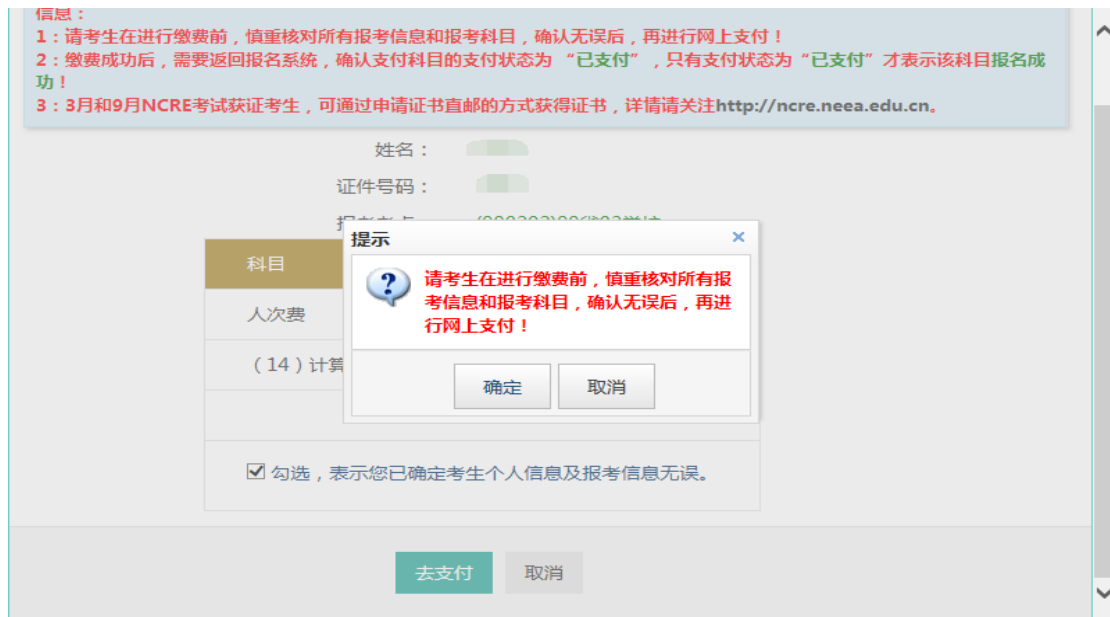 信息：
1：请考生在进行缴费前，慎重核对所有报考信息和报考科目，确认无误后，再进行网上支付！
2：缴费成功后，需要返回报名系统，确认支付科目的支付状态为 “已支付” ，只有支付状态为 “已支付” 才表示该科目报名成
功！
3：3月和9月NCRE考试获证考生，可通过申请证书直邮的方式获得证书，详情请关注http://ncre.neea.edu.cn。
姓名：
证件号码：
提示
×
科目
请考生在进行缴费前，慎重核对所有报
考信息和报考科目，确认无误后，再进
行网上支付！
人次费
（14）计算
确定 取消
勾选，表示您已确定考生个人信息及报考信息无误。
去支付 取消